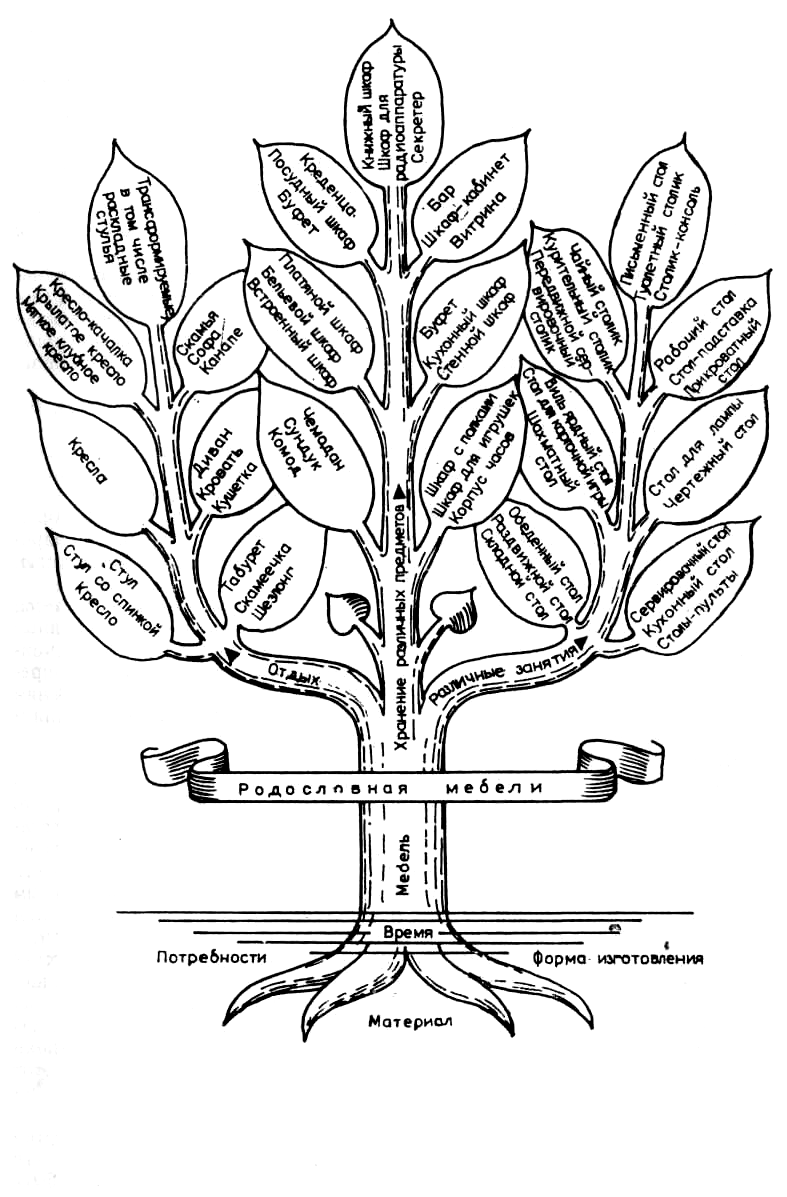 Книжный шкаф
Шкаф для
радиоаппаратуры
Секретер
Креденца
Посудный шкаф
Буфет
Бар
Шкаф-кабинет
Витрина
Трансформируемые
в том числе
раскладные
стулья
Письменный стол
Туалетный столик
Столик-консоль
Кресло-качалка
Крылатое кресло
Мягкое клубное
кресло
Скамья
Софа
Канапе
Платяной шкаф
Бельевой шкаф
Встроенный шкаф
Буфет
Кухонный шкаф
Стенной шкаф
Чайный столик
Курительный столик
Передвижной сер-
вировочный
столик
Рабочий стол
Стол-подставка
Прикроватный
стол
Кресла
Диван
Кровать
Кушетка
Чемодан
Сундук
Комод
Шкаф с полками
Шкаф для игрушек
Корпус часов
Бильярдный стол
Стол для карточной игры
Шахматный
стол
Стол для лампы
Чертежный стол
Стул
Стул со спинкой
Кресло
Табурет
Скамеечка
Шезлонг
Обеденный стол
Раздвижной стол
Складной стол
Сервировочный стол
Кухонный стол
Столы-пульты
Отдых
Хранение различных предметов
Различные занятия
Родословная мебели
Мебель
Время
Потребности
Форма изготовления
Материал